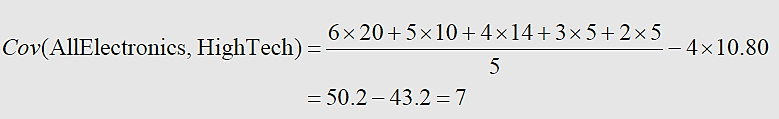 Cov(AllElectronics, HighTech) = (6×20+5×10+4×14+3×5+2×5)/5 − 4×10.80
= 50.2 − 43.2 = 7